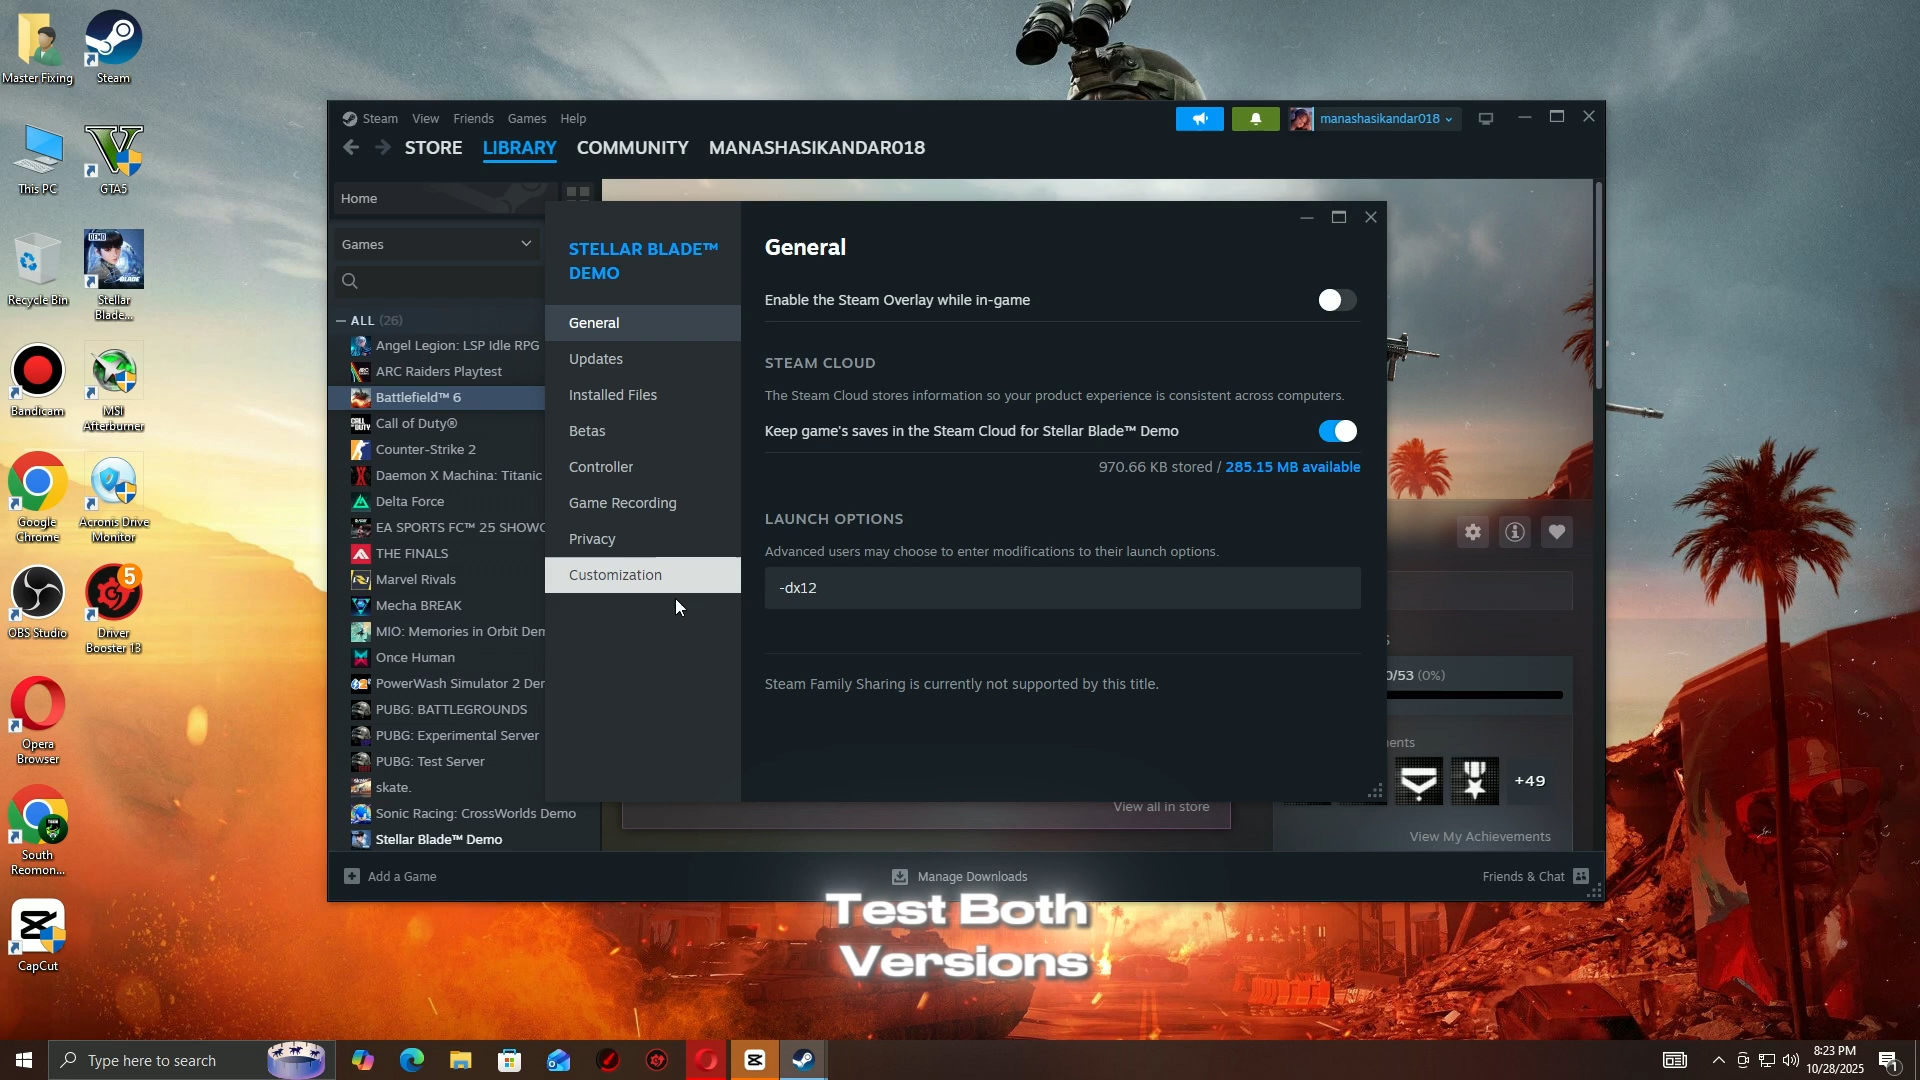 Master Fixing
Steam
This PC
GTA5
Recycle Bin
DEMO
Stellar
Blade...
Bandicam
MSI
Afterburner
Google
Chrome
Acronis Drive
Monitor
OBS Studio
5
Driver
Booster 13
Opera
Browser
South
Reomon...
CapCut
Steam View Friends Games Help
manashasikandar018
STORE LIBRARY COMMUNITY MANASHASIKANDAR018
Home
Games
— ALL (26)
Angel Legion: LSP Idle RPG
ARC Raiders Playtest
Battlefield™ 6
Call of Duty®
Counter-Strike 2
Daemon X Machina: Titanic
Delta Force
EA SPORTS FC™ 25 SHOWC
THE FINALS
Marvel Rivals
Mecha BREAK
MIO: Memories in Orbit Dem
Once Human
PowerWash Simulator 2 Der
PUBG: BATTLEGROUNDS
PUBG: Experimental Server
PUBG: Test Server
skate.
Sonic Racing: CrossWorlds Demo
Stellar Blade™ Demo
STELLAR BLADE™
DEMO
General
Updates
Installed Files
Betas
Controller
Game Recording
Privacy
Customization
General
Enable the Steam Overlay while in-game
STEAM CLOUD
The Steam Cloud stores information so your product experience is consistent across computers.
Keep game's saves in the Steam Cloud for Stellar Blade™ Demo
970.66 KB stored / 285.15 MB available
LAUNCH OPTIONS
Advanced users may choose to enter modifications to their launch options.
-dx12
Steam Family Sharing is currently not supported by this title.
0/53 (0%)
ents
+49
View My Achievements
View all in store
Add a Game
Manage Downloads
Friends & Chat
Test Both
Versions
Type here to search
8:23 PM
10/28/2025
1